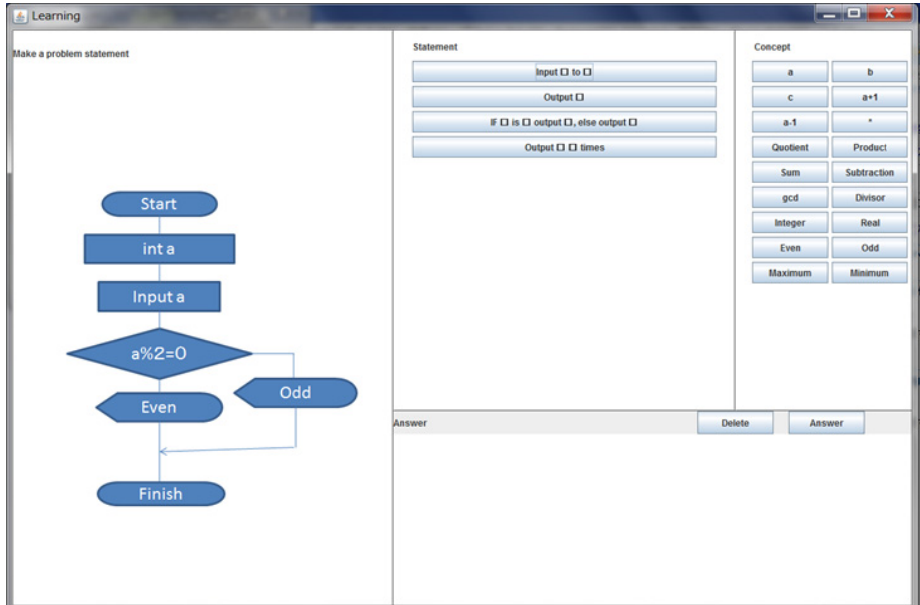 Learning
Make a problem statement
Start
int a
Input a
a%2=0
Even
Odd
Finish
Statement
Input □ to □
Output □
IF □ is □ output □, else output □
Output □ □ times
Concept
a b
c a+1
a-1 *
Quotient Product
Sum Subtraction
gcd Divisor
Integer Real
Even Odd
Maximum Minimum
Answer Delete Answer